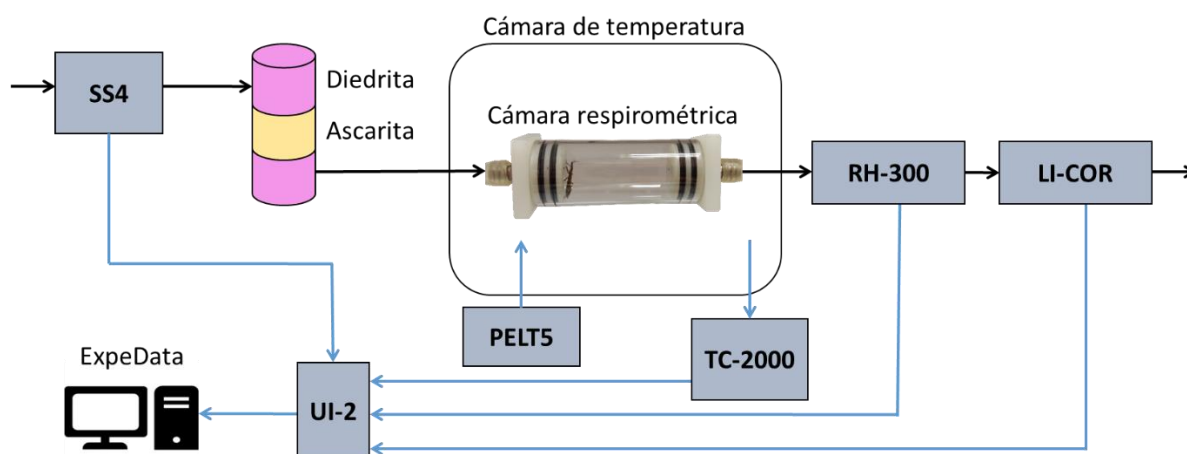 Cámara de temperatura
SS4
Diedrita
Ascarita
Cámara respirométrica
RH-300
LI-COR
PELT5
TC-2000
ExpeData
UI-2